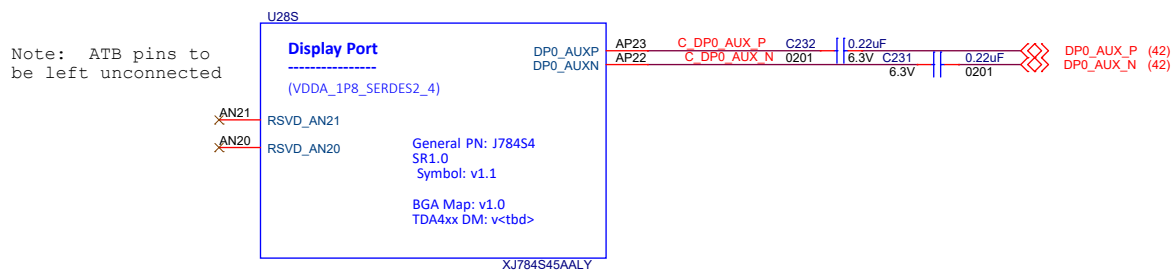 U28S
Note:  ATB pins to
be left unconnected
Display Port
----------------
(VDDA_1P8_SERDES2_4)
DP0_AUXP
DP0_AUXN
AP23
AP22
C_DP0_AUX_P
C_DP0_AUX_N
C232
0201
0.22uF
6.3V
C231
6.3V
0.22uF
0201
DP0_AUX_P (42)
DP0_AUX_N (42)
AN21
RSVD_AN21
AN20
RSVD_AN20
General PN: J784S4
SR1.0
Symbol: v1.1
BGA Map: v1.0
TDA4xx DM: v<tbd>
XJ784S45AALY